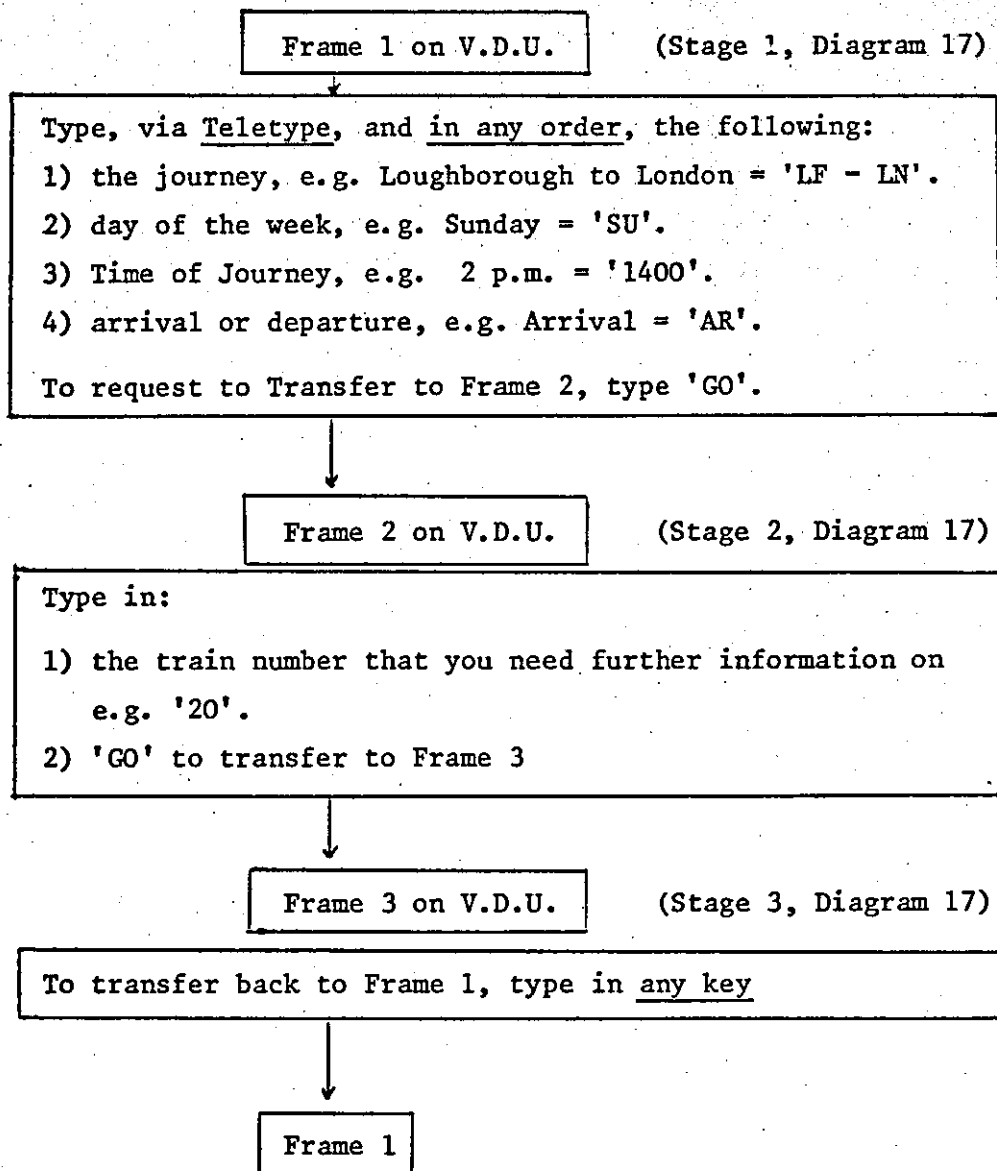 Frame 1 on V.D.U. (Stage 1, Diagram 17)
Type, via Teletype, and in any order, the following:
1) the journey, e.g. Loughborough to London = 'LF - LN'.
2) day of the week, e.g. Sunday = 'SU'.
3) Time of Journey, e.g. 2 p.m. = '1400'.
4) arrival or departure, e.g. Arrival = 'AR'.
To request to Transfer to Frame 2, type 'GO'.
Frame 2 on V.D.U. (Stage 2, Diagram 17)
Type in:
1) the train number that you need further information on
e.g. '20'.
2) 'GO' to transfer to Frame 3
Frame 3 on V.D.U. (Stage 3, Diagram 17)
To transfer back to Frame 1, type in any key
Frame 1